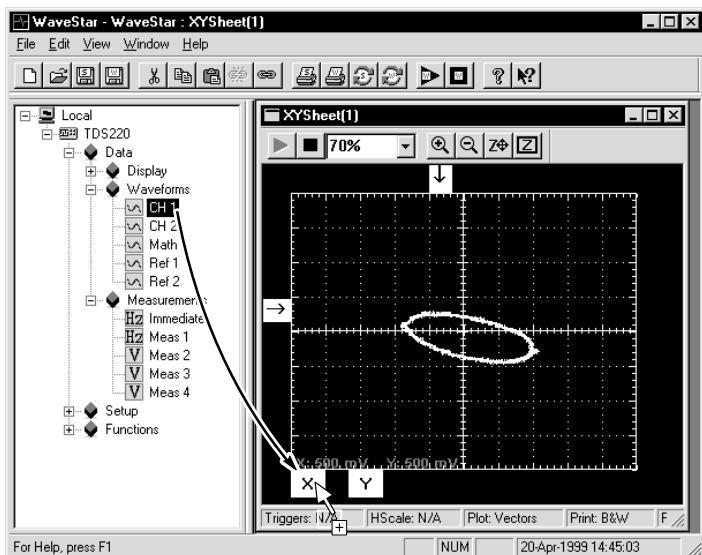 WaveStar - WaveStar : XYSheet(1)
File Edit View Window Help
Local
TDS220
Data
Display
Waveforms
CH 1
CH 2
Math
Ref 1
Ref 2
Measurements
Hz Immediate
Hz Meas 1
V Meas 2
V Meas 3
V Meas 4
Setup
Functions
XYSheet(1)
70%
Z
X: 500 mV Y: 500 mV
X Y
Triggers: N/A HScale: N/A Plot: Vectors Print: B&W F
For Help, press F1 NUM 20-Apr-1999 14:45:03